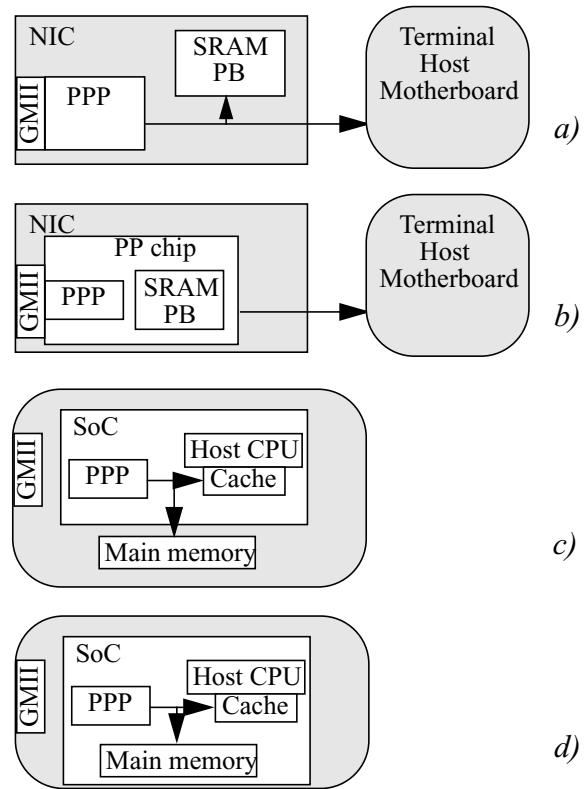 NIC
GMII
PPP
SRAM
PB
Terminal
Host
Motherboard
a)
NIC
GMII
PP chip
PPP
SRAM
PB
Terminal
Host
Motherboard
b)
GMII
SoC
PPP
Host CPU
Cache
Main memory
c)
GMII
SoC
PPP
Host CPU
Cache
Main memory
d)